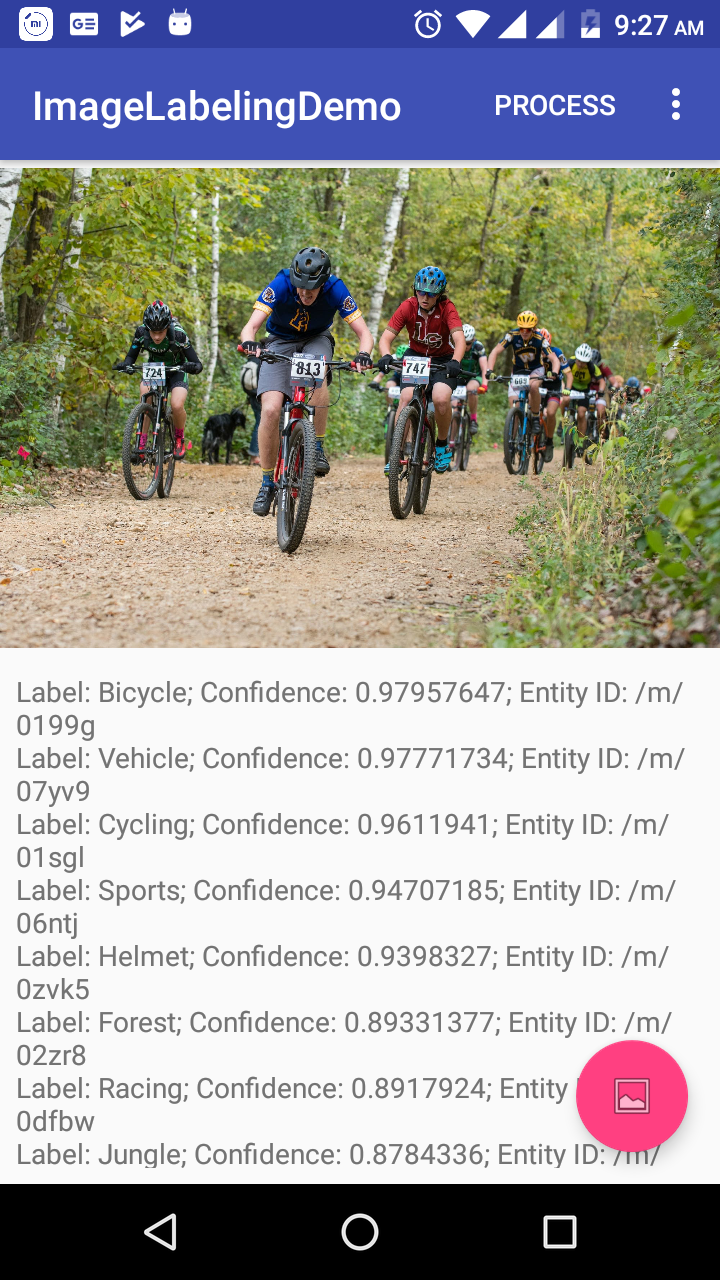 9:27 AM
ImageLabelingDemo
PROCESS
724
813
747
Label: Bicycle; Confidence: 0.97957647; Entity ID: /m/
0199g
Label: Vehicle; Confidence: 0.97771734; Entity ID: /m/
07yv9
Label: Cycling; Confidence: 0.9611941; Entity ID: /m/
01sgl
Label: Sports; Confidence: 0.94707185; Entity ID: /m/
06ntj
Label: Helmet; Confidence: 0.9398327; Entity ID: /m/
0zvk5
Label: Forest; Confidence: 0.89331377; Entity ID: /m/
02zr8
Label: Racing; Confidence: 0.8917924; Entity
0dfbw
Label: Jungle; Confidence: 0.8784336; Entity ID: /m/